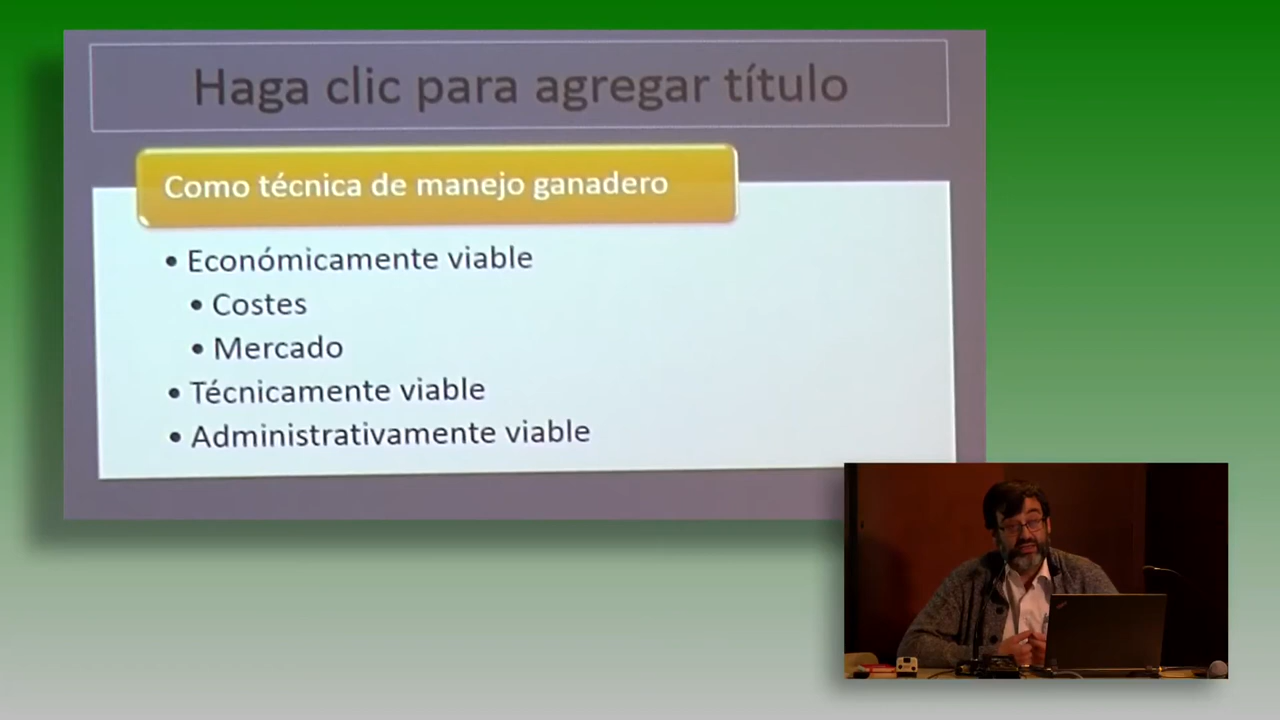 Haga clic para agregar título
Como técnica de manejo ganadero
• Económicamente viable
• Costes
• Mercado
• Técnicamente viable
• Administrativamente viable